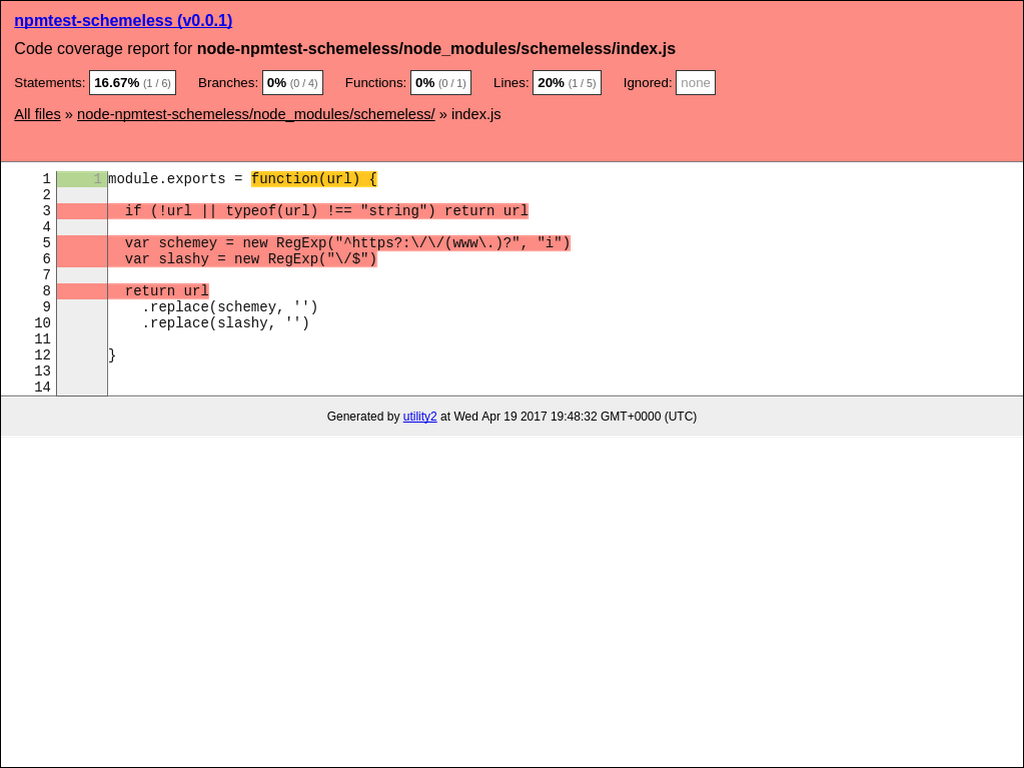 npmtest-schemeless (v0.0.1)
Code coverage report for node-npmtest-schemeless/node_modules/schemeless/index.js
Statements: 16.67% (1 / 6) Branches: 0% (0 / 4) Functions: 0% (0 / 1) Lines: 20% (1 / 5) Ignored: none
All files » node-npmtest-schemeless/node_modules/schemeless/ » index.js
1 1 module.exports = function(url) {
2
3   if (!url || typeof(url) !== "string") return url
4
5   var schemey = new RegExp("^https?:\/\/(www\.)?", "i")
6   var slashy = new RegExp("\/$")
7
8   return url
9     .replace(schemey, '')
10     .replace(slashy, '')
11
12 }
13
14
Generated by utility2 at Wed Apr 19 2017 19:48:32 GMT+0000 (UTC)